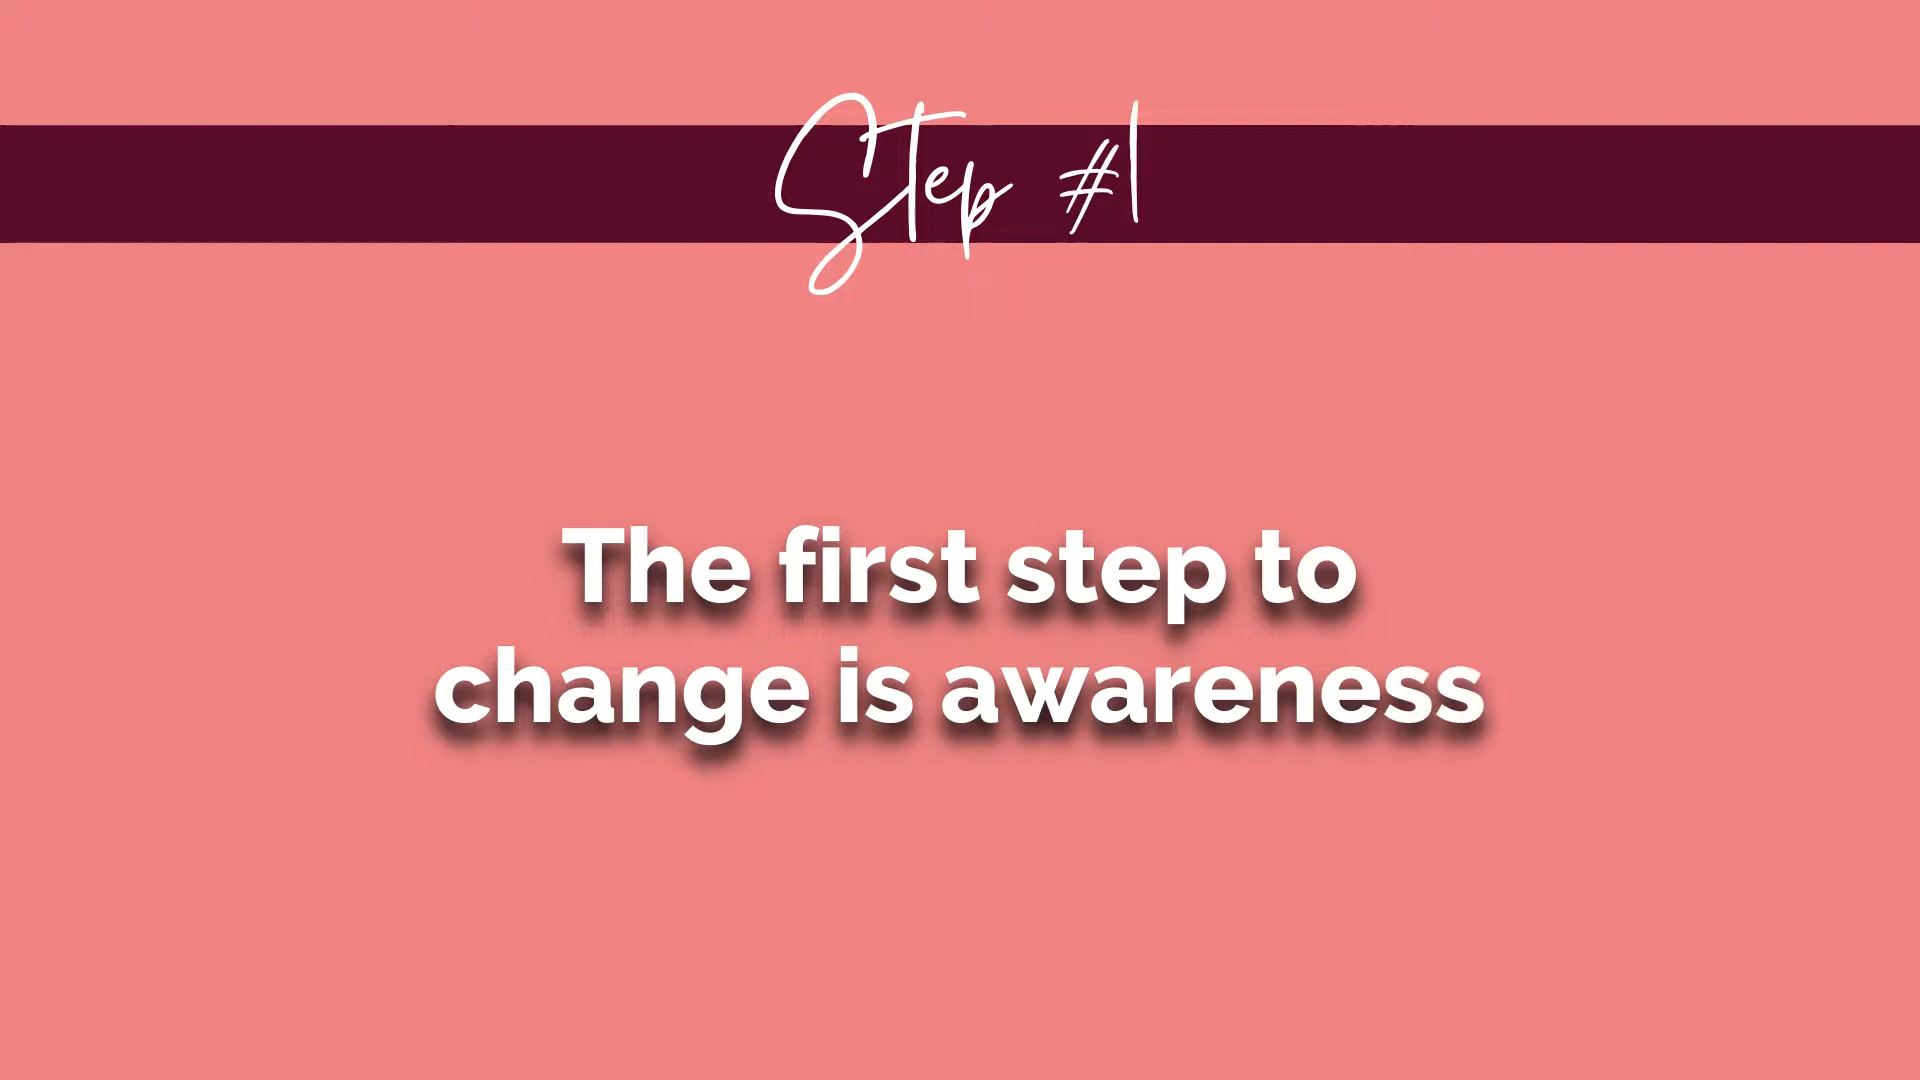 Step #1
The first step to
change is awareness